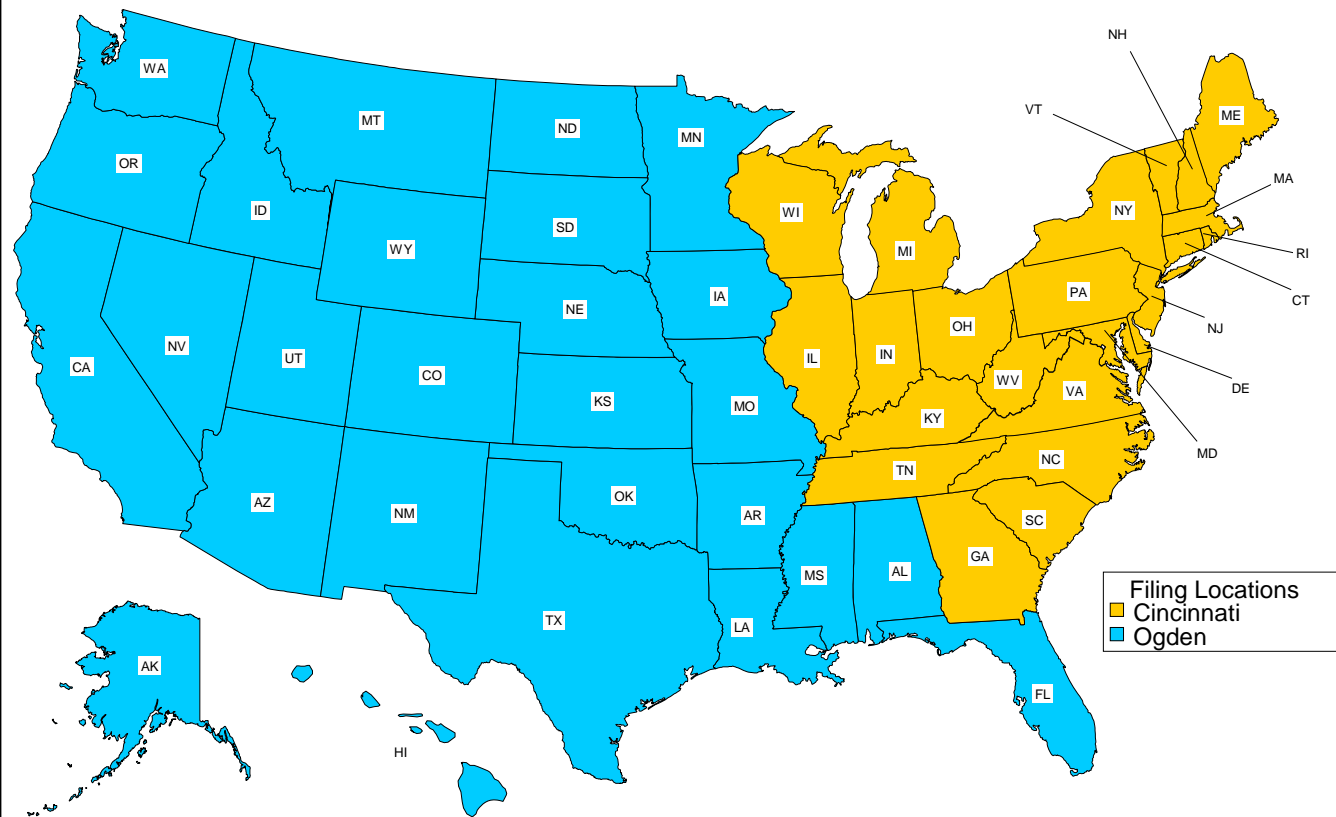 NH
WA
ME
VT
MT
ND
MN
OR
MA
ID
WI
NY
SD
WY
MI
RI
PA
IA
CT
NE
OH
NJ
NV
UT
IL
IN
CA
CO
WV
DE
VA
KS
MO
KY
MD
NC
TN
OK
AZ
NM
AR
SC
GA
MS
AL
Filing Locations
Cincinnati
Ogden
TX
LA
AK
FL
HI